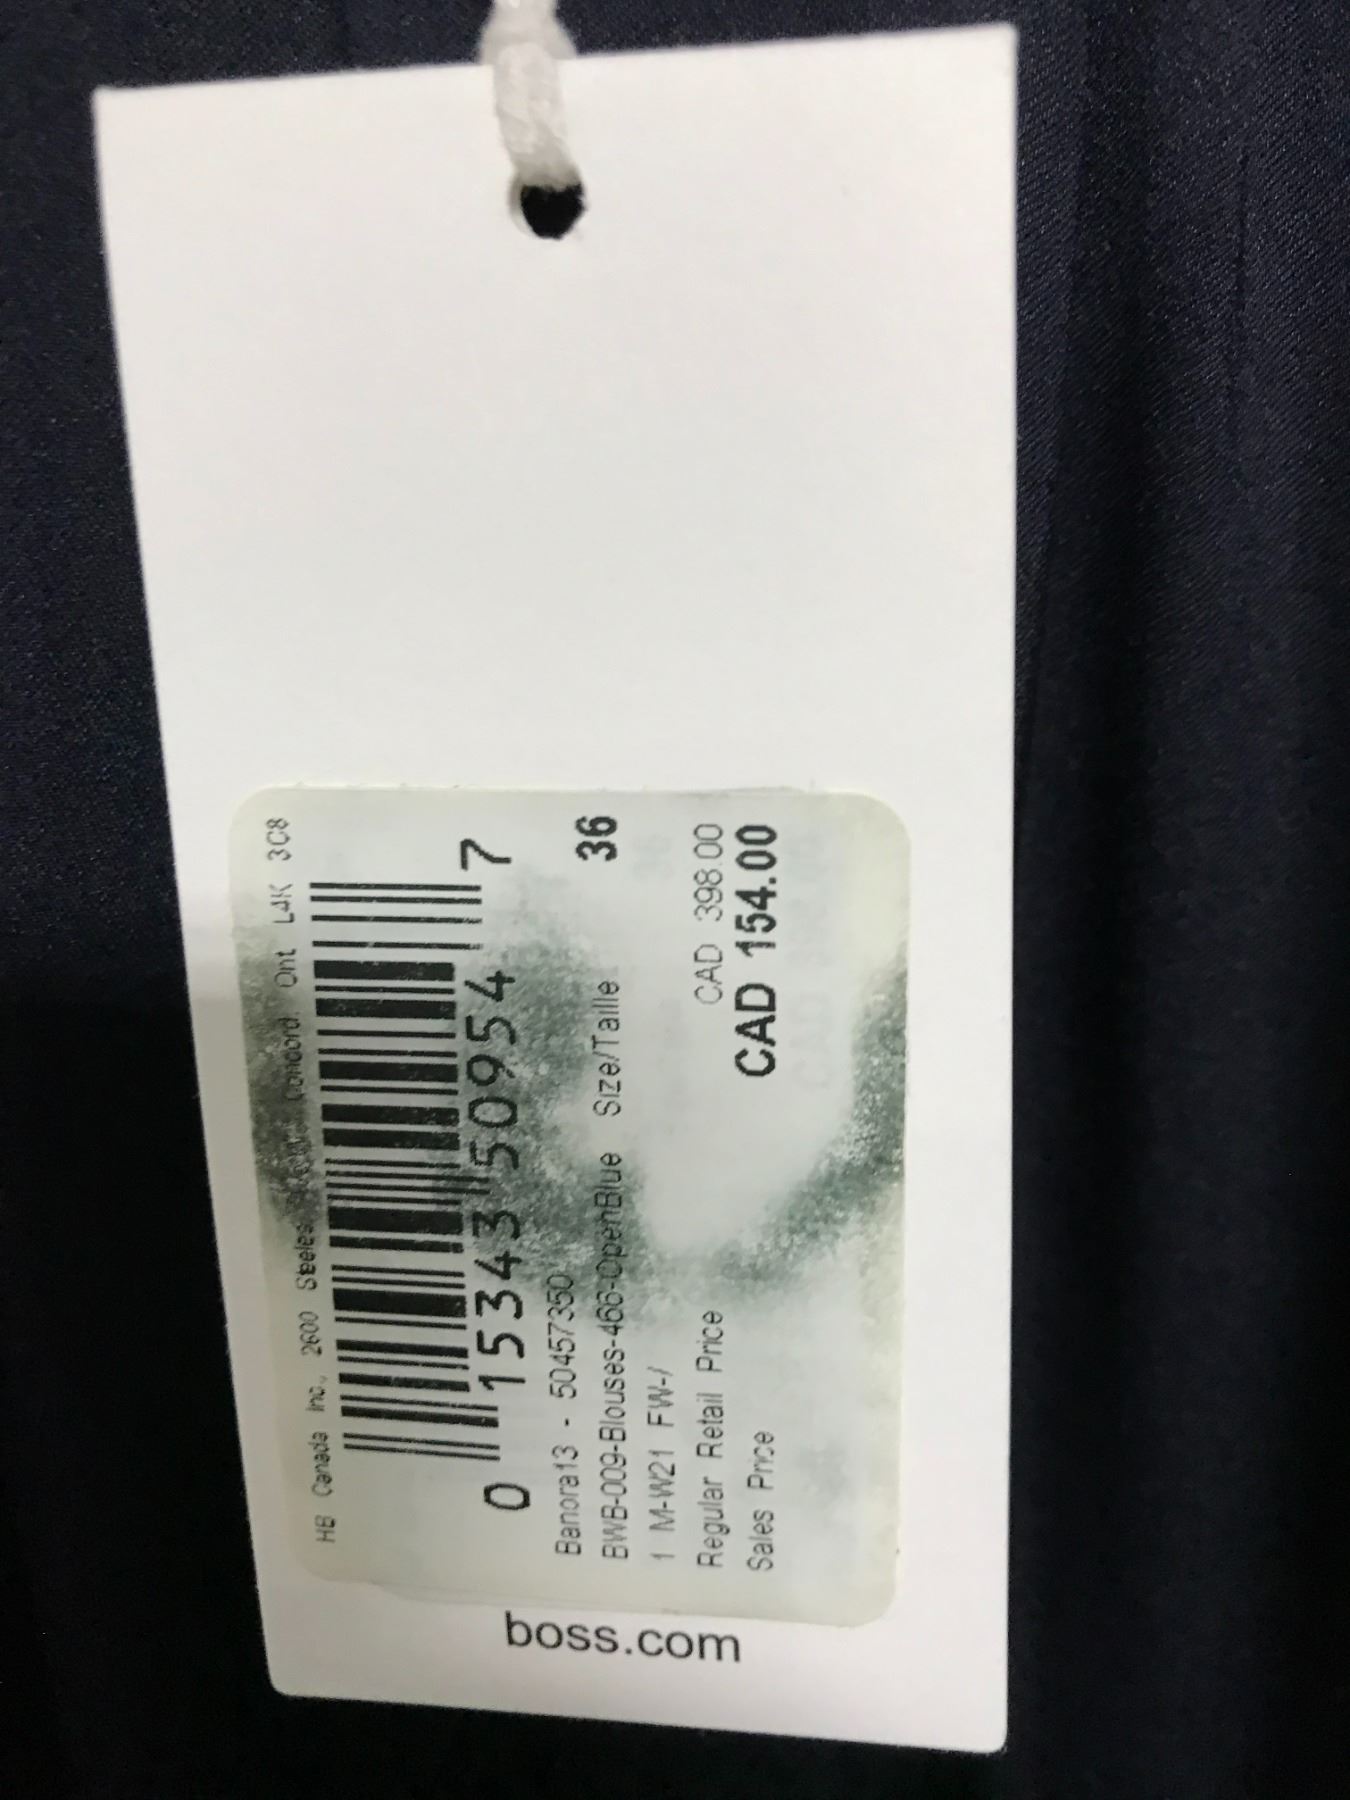 HB Canada Inc., 2600 Steeles Concord, Ont L4K 3C8
0 15343 50954 7
Banora13 - 50457350
BWB-009-Blouses-466-OpenBlue Size/Taille 36
1 M-W21 FW-/
Regular Retail Price CAD 398.00
Sales Price CAD 154.00
boss.com